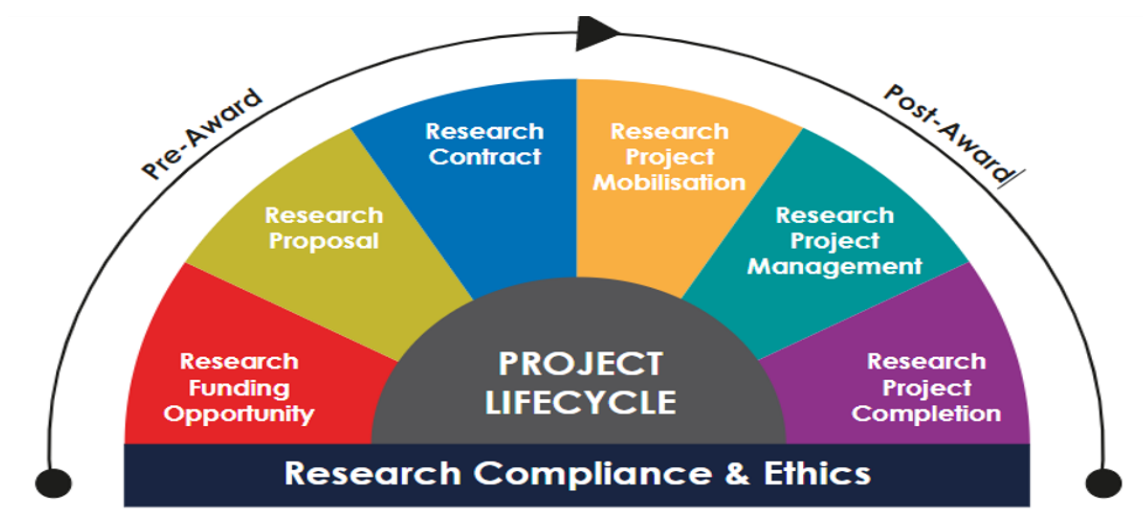 Pre-Award
Post-Award
Research
Funding
Opportunity
Research
Proposal
Research
Contract
Research
Project
Mobilisation
Research
Project
Management
Research
Project
Completion
PROJECT
LIFECYCLE
Research Compliance & Ethics